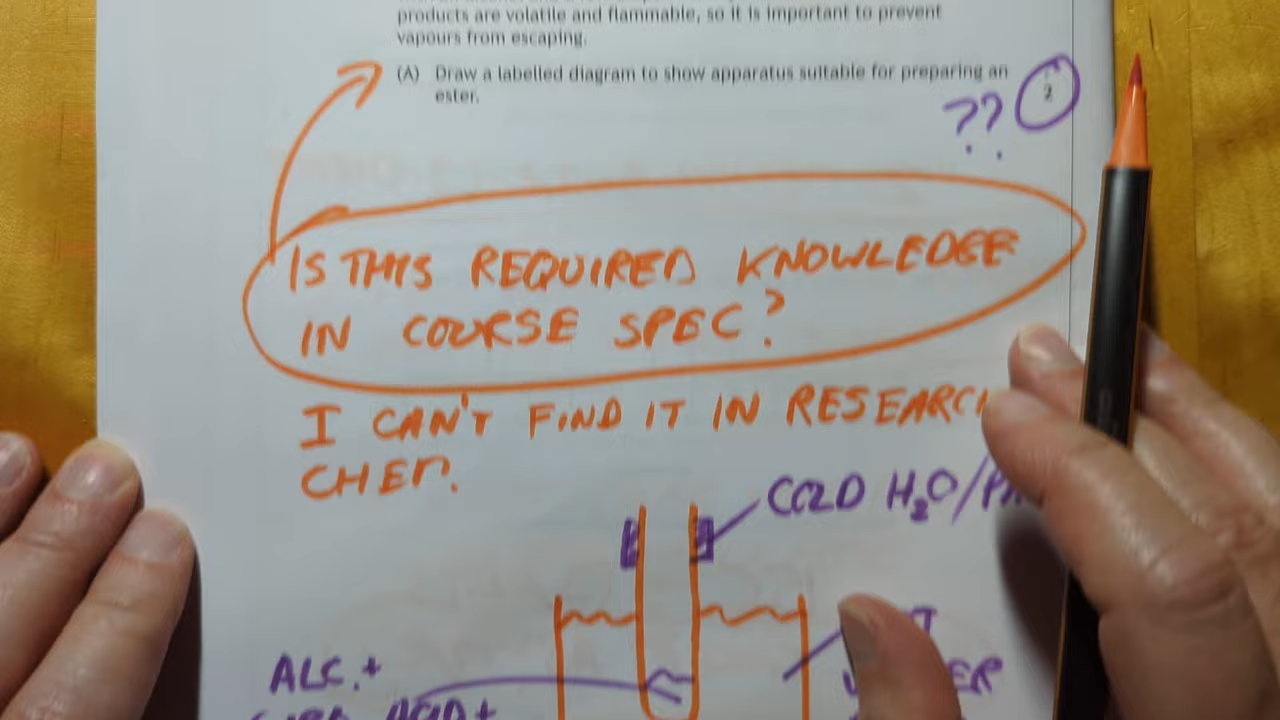 products are volatile and flammable, so it is important to prevent
vapours from escaping.
(A) Draw a labelled diagram to show apparatus suitable for preparing an
ester.
2
??
IS THIS REQUIRED KNOWLEDGE
IN COURSE SPEC?
I CAN'T FIND IT IN
CHEM.
COLD H₂O/
ALC. +
ACID +